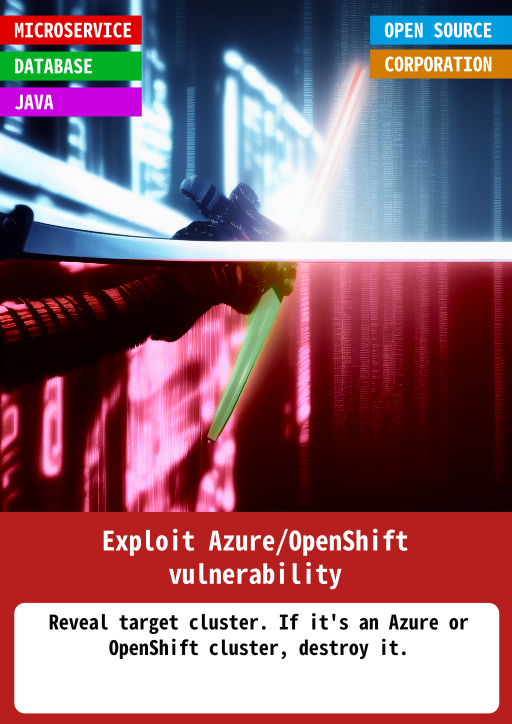 MICROSERVICE
DATABASE
JAVA
OPEN SOURCE
CORPORATION
Exploit Azure/OpenShift
vulnerability
Reveal target cluster. If it's an Azure or
OpenShift cluster, destroy it.